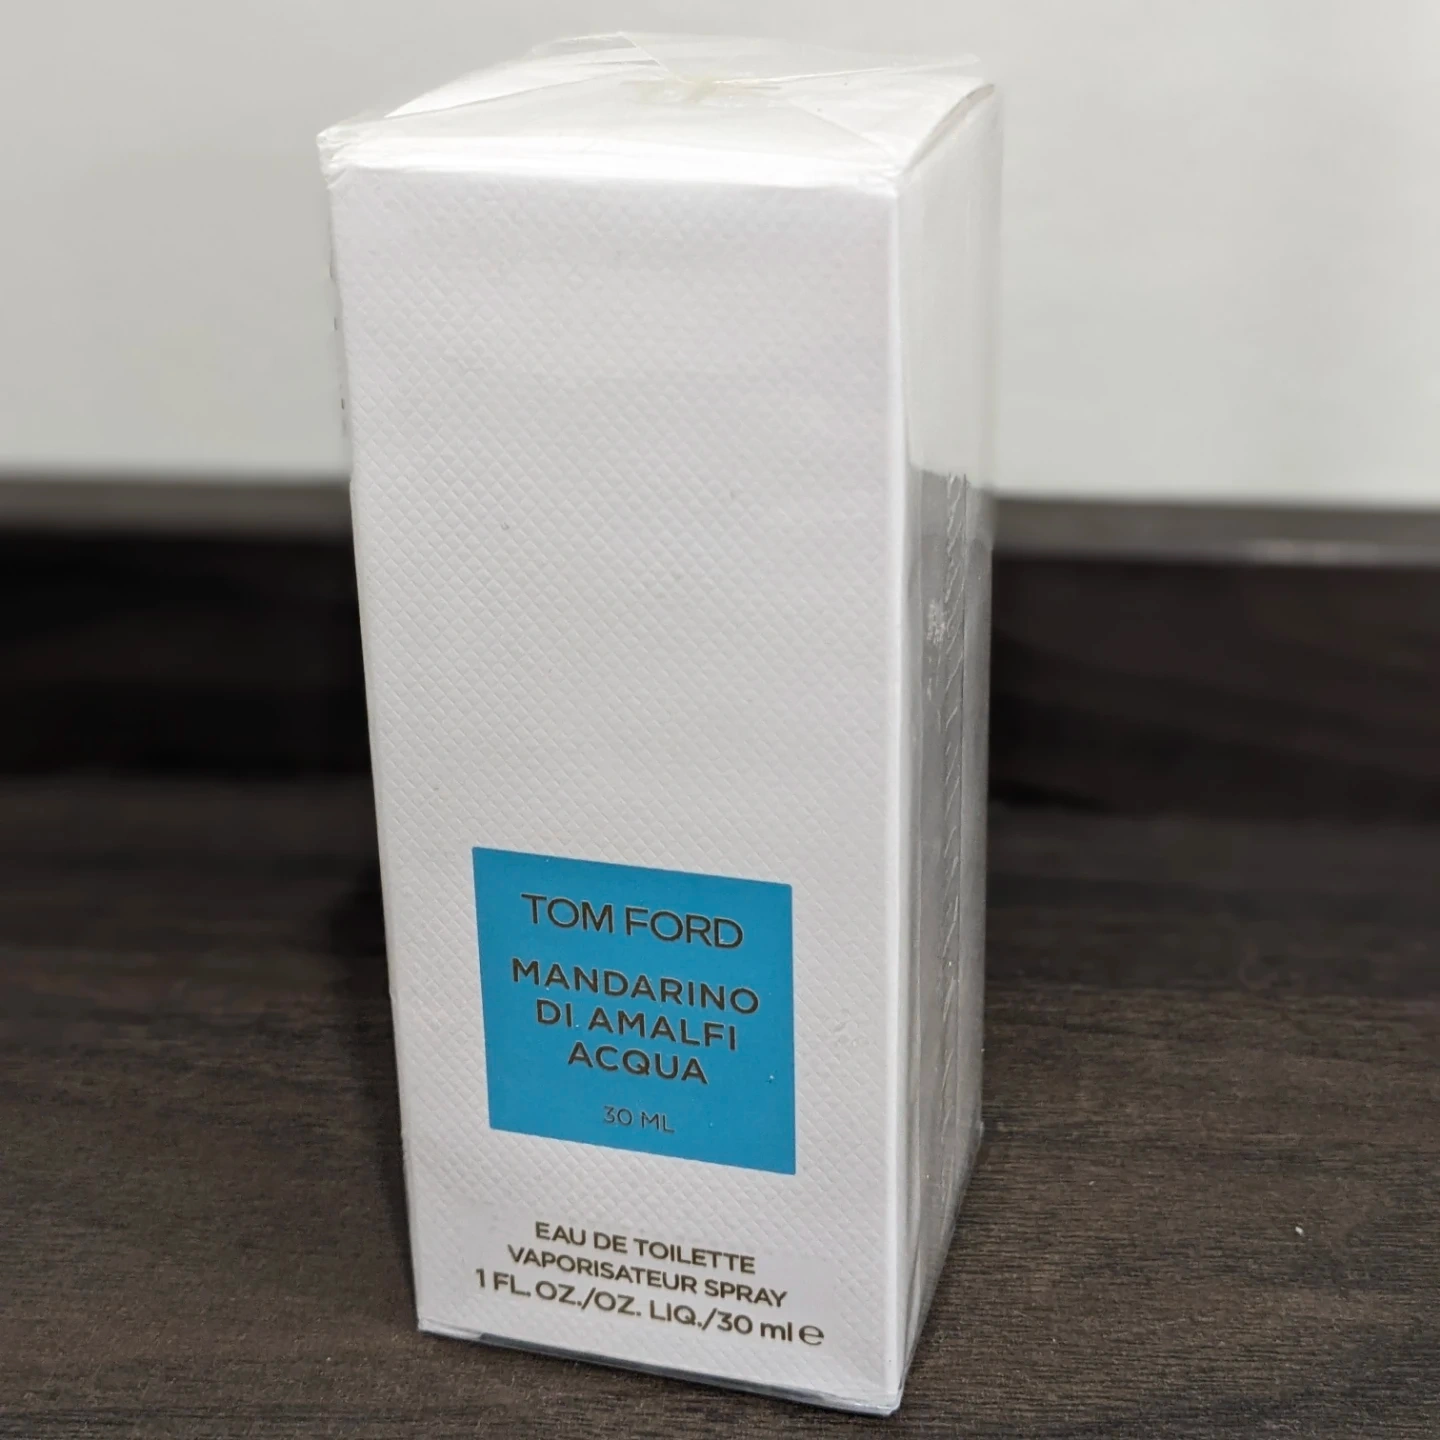 TOM FORD
MANDARINO
DI AMALFI
ACQUA
30 ML
EAU DE TOILETTE
VAPORISATEUR SPRAY
1 FL. OZ./OZ. LIQ./30 ml ℮